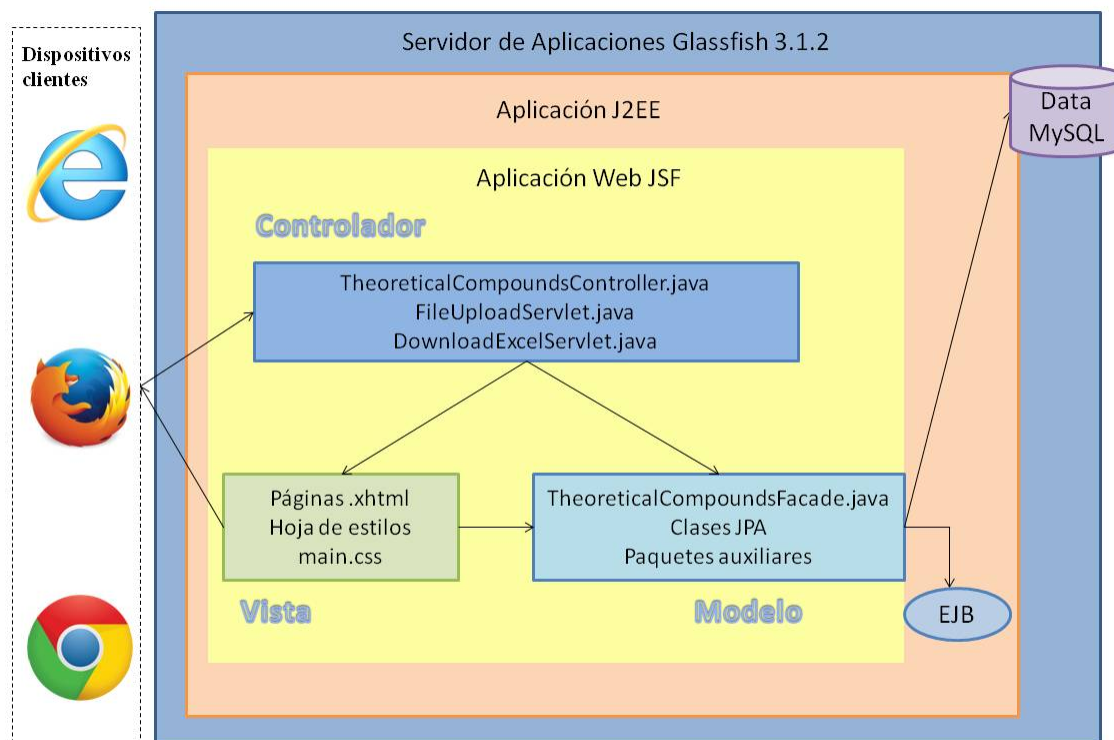 Dispositivos
clientes
Servidor de Aplicaciones Glassfish 3.1.2
Aplicación J2EE
Data
MySQL
Aplicación Web JSF
Controlador
TheoreticalCompoundsController.java
FileUploadServlet.java
DownloadExcelServlet.java
Páginas .xhtml
Hoja de estilos
main.css
TheoreticalCompoundsFacade.java
Clases JPA
Paquetes auxiliares
Vista
Modelo
EJB